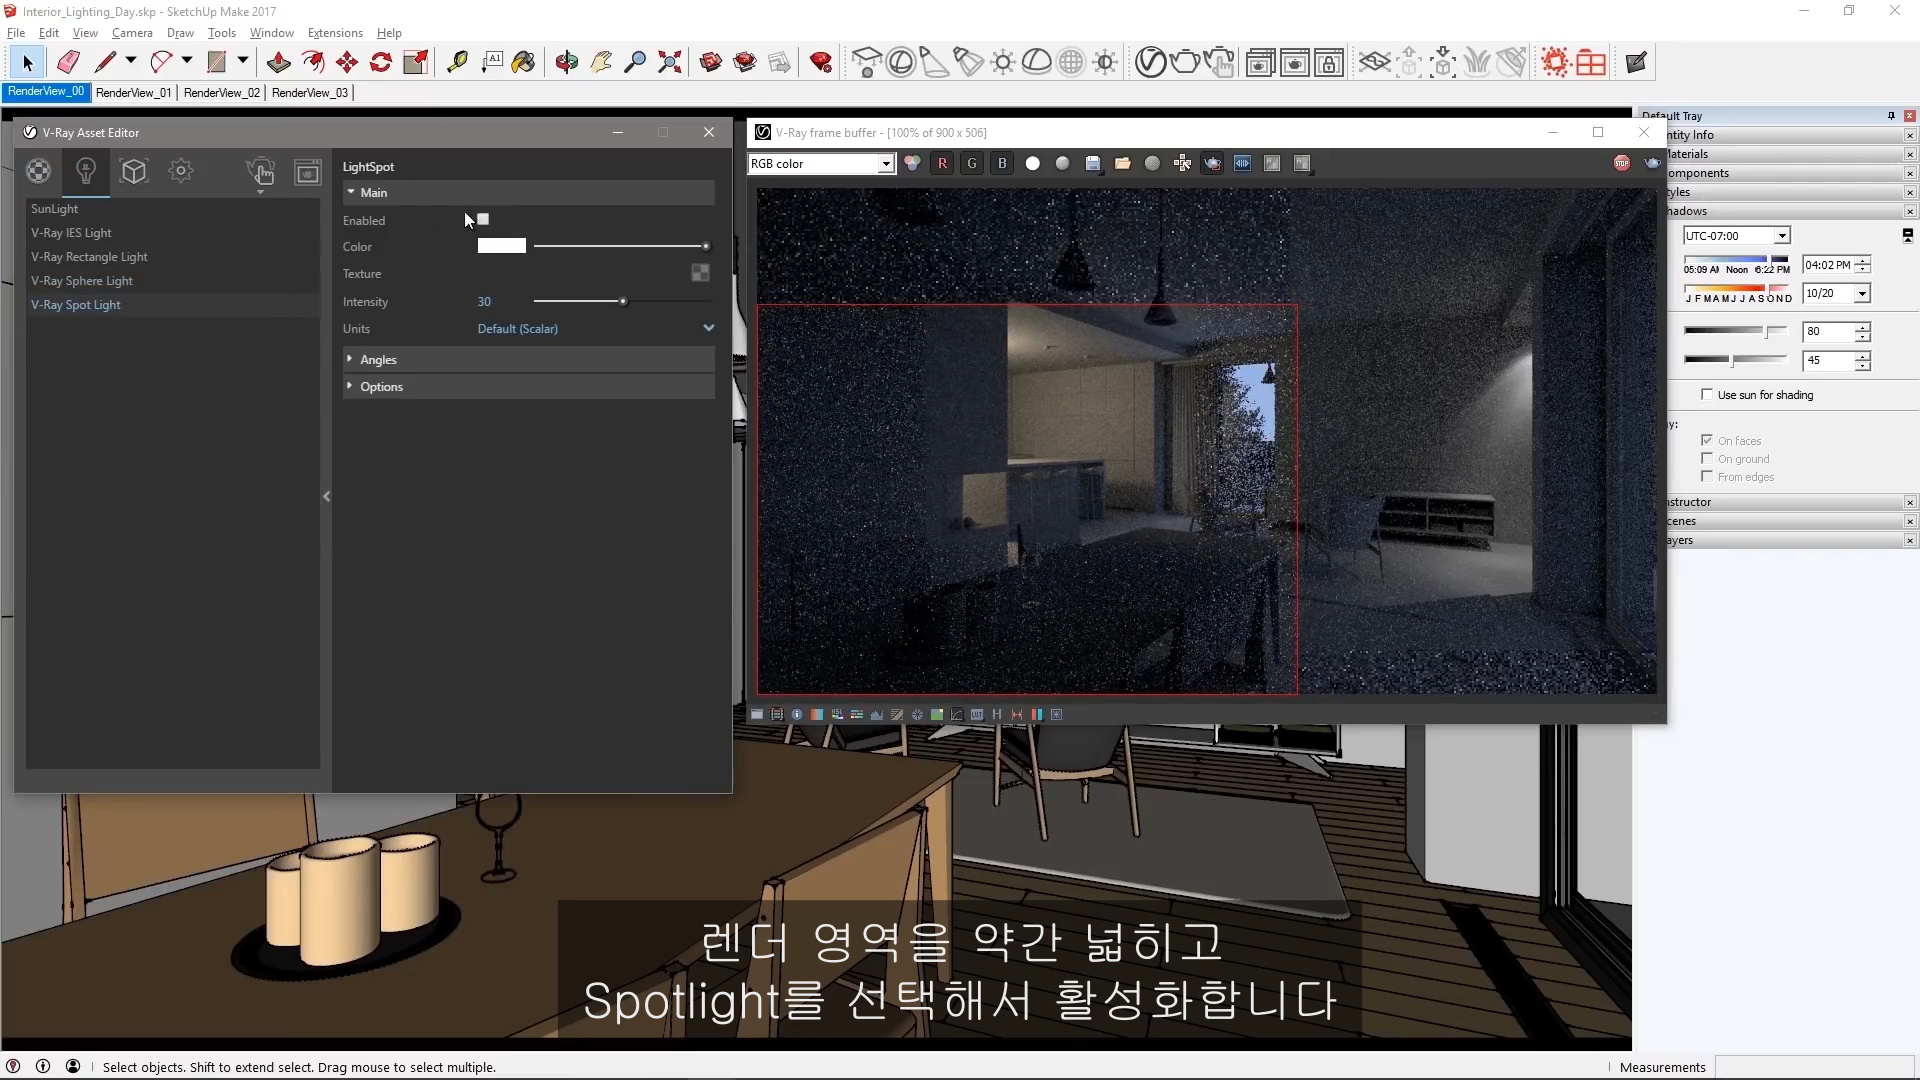 Interior_Lighting_Day.skp - SketchUp Make 2017
File Edit View Camera Draw Tools Window Extensions Help
A1
RenderView_00 RenderView_01 RenderView_02 RenderView_03
V-Ray Asset Editor
LightSpot
Main
SunLight
Enabled
V-Ray IES Light
Color
V-Ray Rectangle Light
Texture
V-Ray Sphere Light
Intensity 30
V-Ray Spot Light
Units Default (Scalar)
Angles
Options
V-Ray frame buffer - [100% of 900 x 506]
RGB color R G B STOP
Default Tray
ntity Info
aterials
omponents
tyles
hadows
UTC-07:00
05:09 AM Noon 6:22 PM 04:02 PM
J F M A M J J A S O N D 10/20
80
45
Use sun for shading
ay:
On faces
On ground
From edges
nstructor
cenes
ayers
HSL LUT H
렌더 영역을 약간 넓히고
Spotlight를 선택해서 활성화합니다
Select objects. Shift to extend select. Drag mouse to select multiple.
Measurements